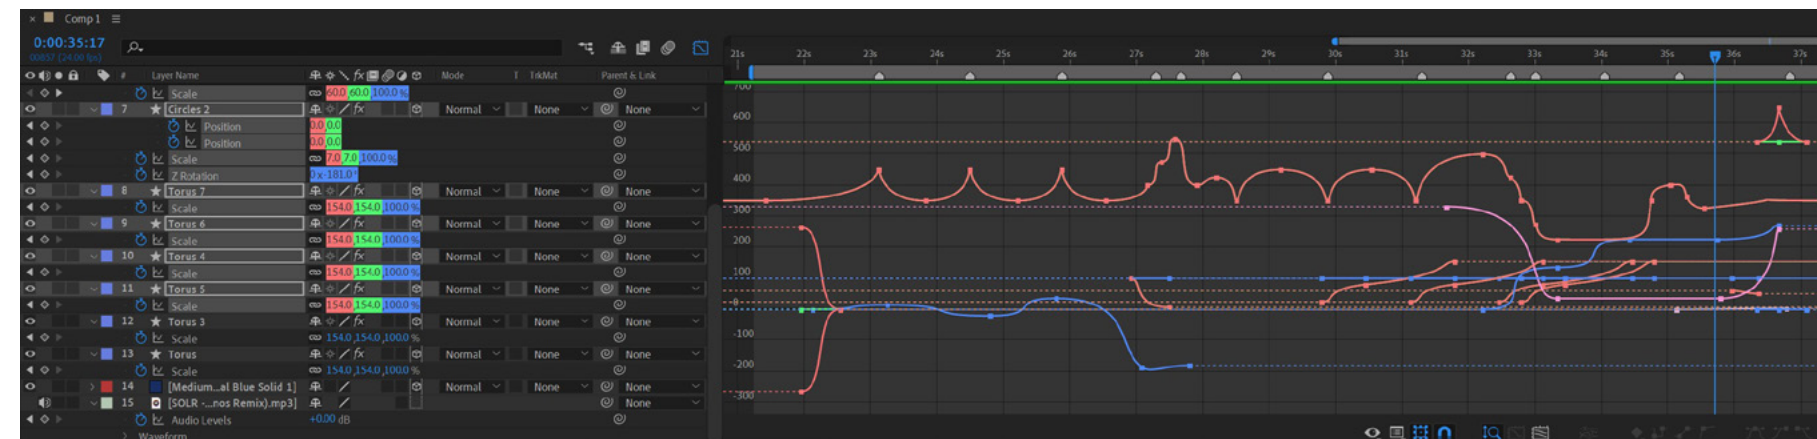 × Comp 1 ≡
0:00:35:17
00857 (24.00 fps)
21s 22s 23s 24s 25s 26s 27s 28s 29s 30s 31s 32s 33s 34s 35s 36s 37s
# Layer Name fx Mode T TrkMat Parent & Link
Scale 60.0,60.0,100.0 %
7 ★ [Circles 2] fx Normal None None
Position 0.0,0.0
Position 0.0,0.0
Scale 7.0,7.0,100.0 %
Z Rotation 0x-181.0°
8 ★ [Torus 7] fx Normal None None
Scale 154.0,154.0,100.0 %
9 ★ [Torus 6] fx Normal None None
Scale 154.0,154.0,100.0 %
10 ★ [Torus 4] fx Normal None None
Scale 154.0,154.0,100.0 %
11 ★ [Torus 5] fx Normal None None
Scale 154.0,154.0,100.0 %
12 ★ Torus 3 fx Normal None None
Scale 154.0,154.0,100.0 %
13 ★ Torus fx Normal None None
Scale 154.0,154.0,100.0 %
14 [Medium...al Blue Solid 1] Normal None None
15 [SOLR -...nos Remix).mp3] None
Audio Levels +0.00 dB
Waveform
700
600
500
400
300
200
100
0
-100
-200
-300